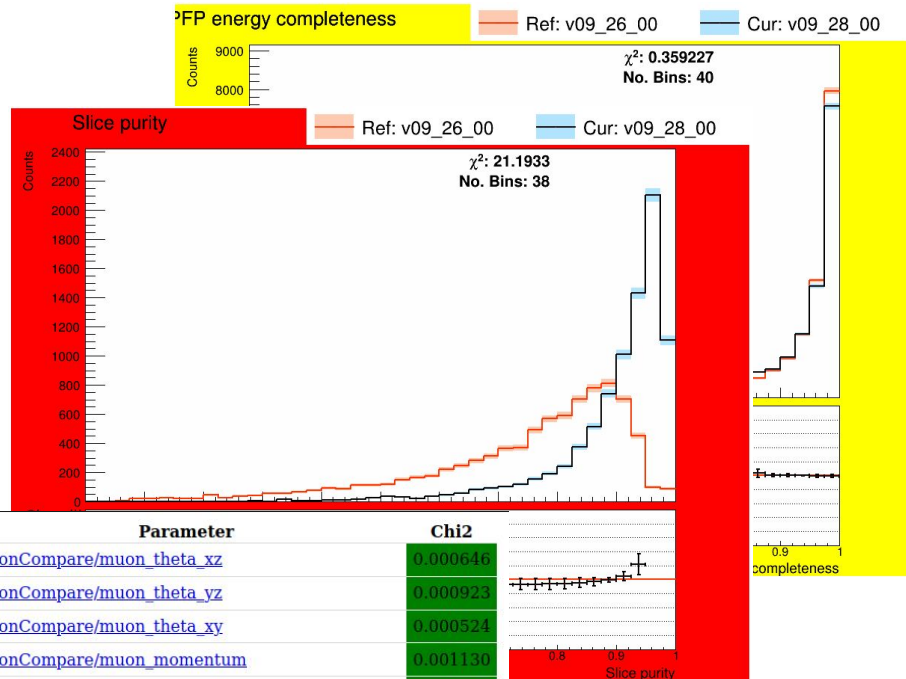 PFP energy completeness
Ref: v09_26_00
Cur: v09_28_00
Counts
9000
8000
χ²: 0.359227
No. Bins: 40
0.9
1
completeness
Slice purity
Ref: v09_26_00
Cur: v09_28_00
Counts
2400
2200
2000
1800
1600
1400
1200
1000
800
600
400
200
0
χ²: 21.1933
No. Bins: 38
0.8
0.9
1
Slice purity
Parameter Chi2
onCompare/muon_theta_xz 0.000646
onCompare/muon_theta_yz 0.000923
onCompare/muon_theta_xy 0.000524
onCompare/muon_momentum 0.001130